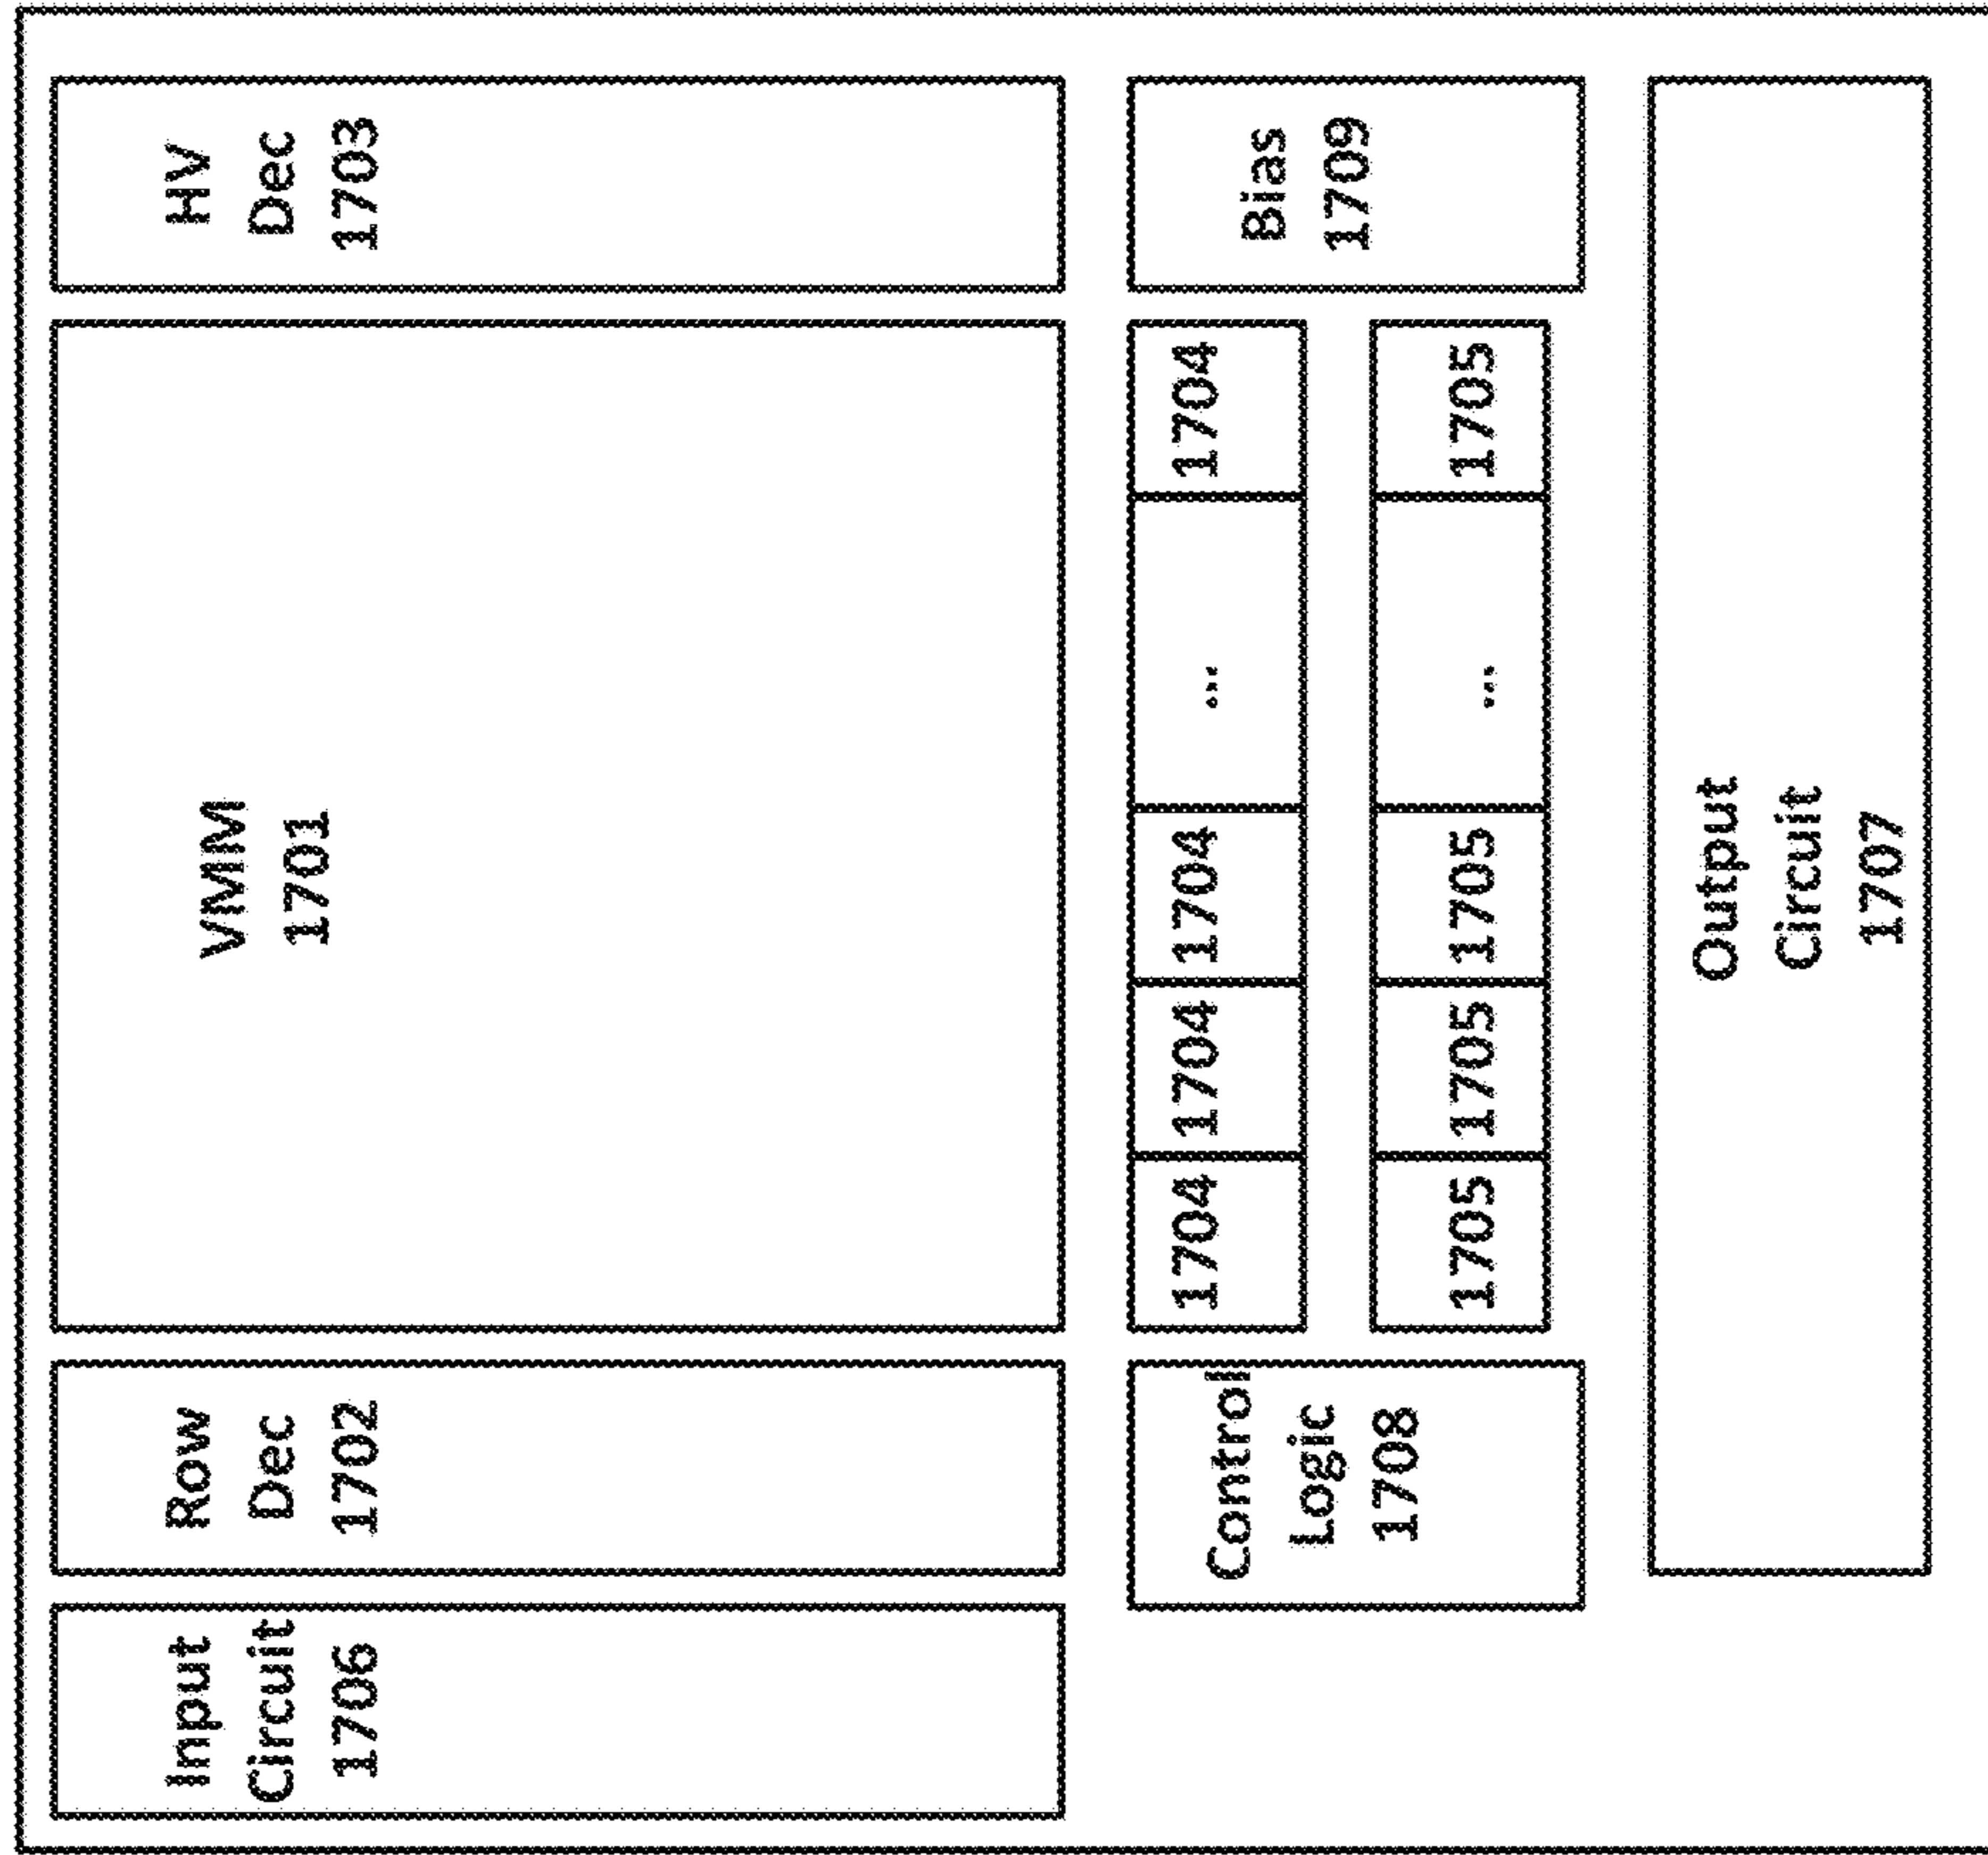 Input
Circuit
1706
Row
Dec
1702
VMM
1701
HV
Dec
1703
Control
Logic
1708
1704
1704
1704
...
1704
1705
1705
1705
...
1705
Bias
1709
Output
Circuit
1707